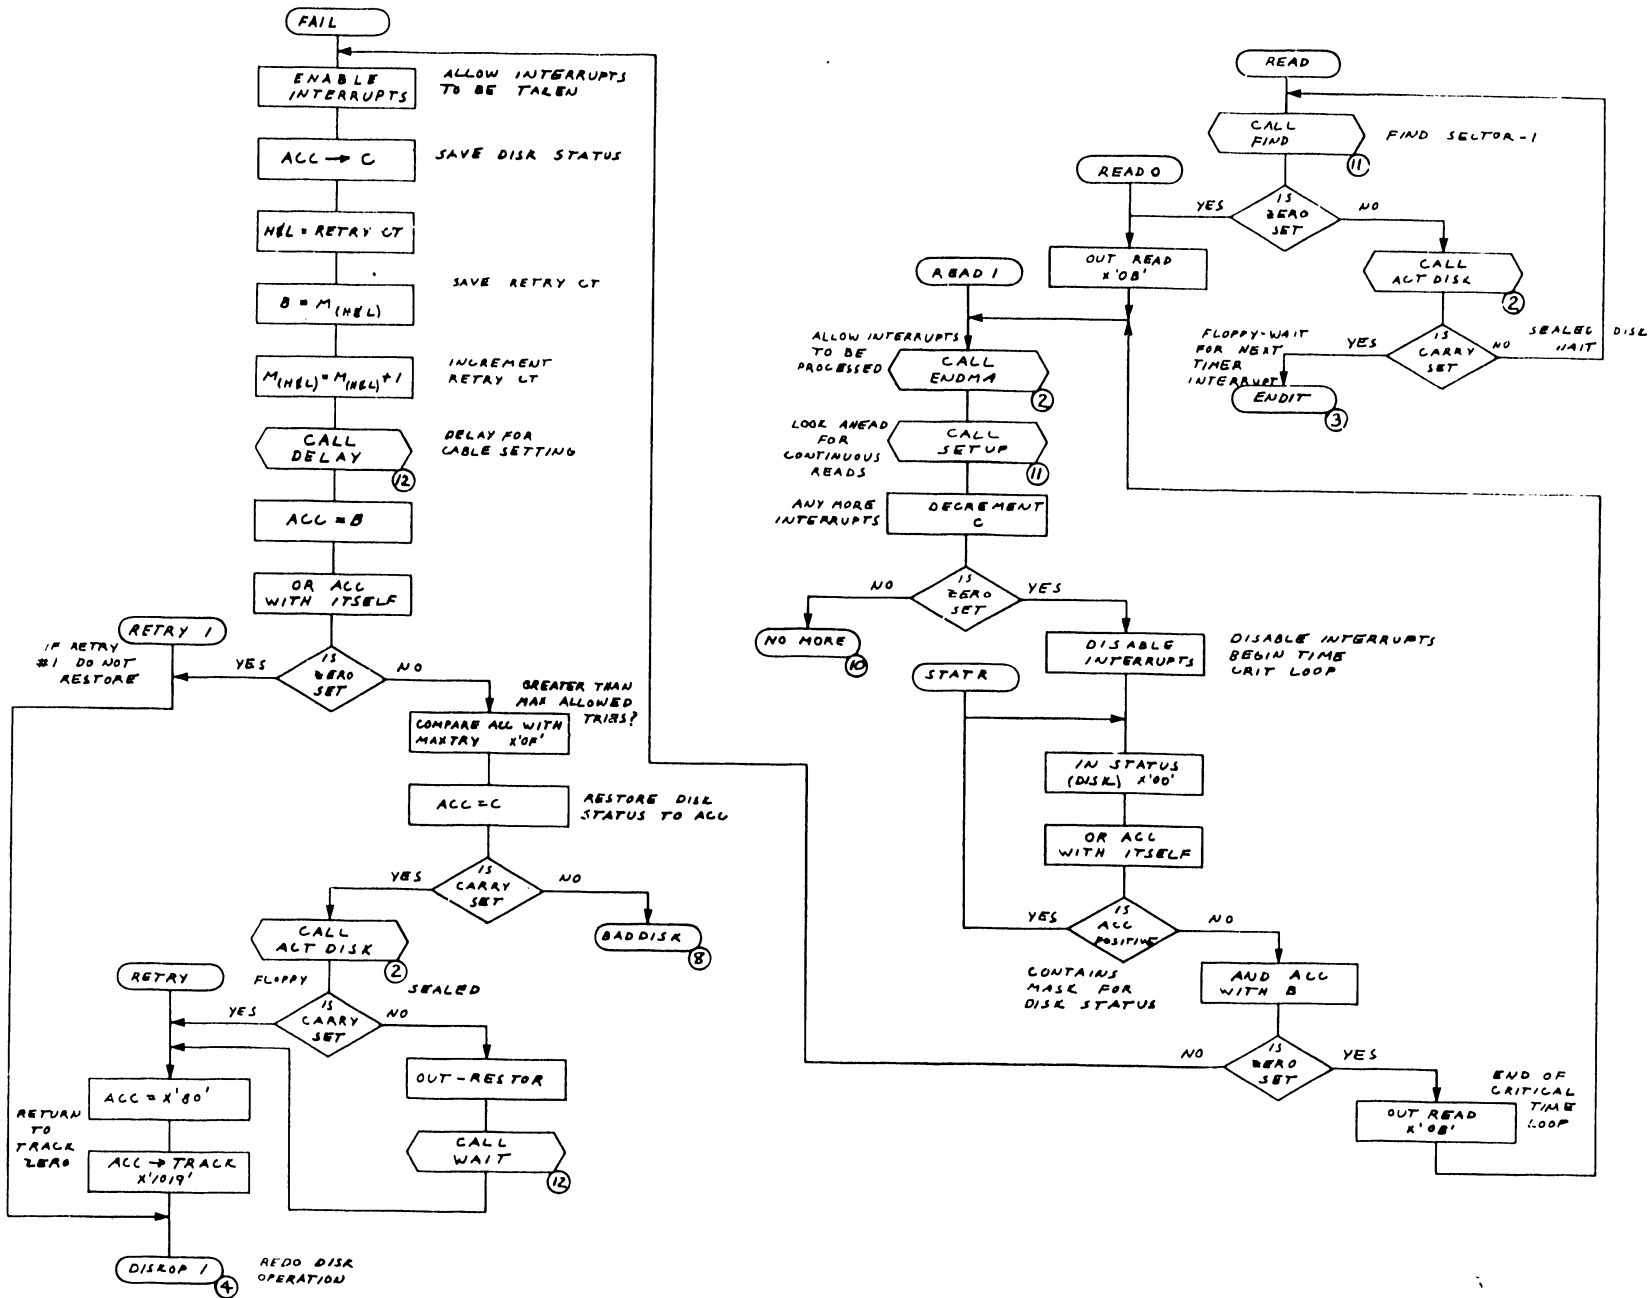 FAIL
ENABLE
INTERRUPTS
ALLOW INTERRUPTS
TO BE TAKEN
ACC → C
SAVE DISK STATUS
H&L = RETRY CT
SAVE RETRY CT
B = M(H&L)
M(H&L) = M(H&L) + 1
INCREMENT
RETRY CT
CALL
DELAY
12
DELAY FOR
CABLE SETTING
ACC = B
OR ACC
WITH ITSELF
RETRY 1
IF RETRY
#1 DO NOT
RESTORE
YES
IS
ZERO
SET
NO
GREATER THAN
MAX ALLOWED
TRIES?
COMPARE ACC WITH
MAXTRY X'0F'
ACC = C
RESTORE DISK
STATUS TO ACC
YES
IS
CARRY
SET
NO
CALL
ACT DISK
2
BAD DISK
8
RETRY
FLOPPY
SEALED
YES
IS
CARRY
SET
NO
OUT - RESTOR
ACC = X'80'
RETURN
TO
TRACK
ZERO
CALL
WAIT
12
ACC → TRACK
X'1019'
DISKOP 1
4
REDO DISK
OPERATION
READ
CALL
FIND
11
FIND SECTOR-1
READ 0
YES
IS
ZERO
SET
NO
OUT READ
X'0B'
CALL
ACT DISK
2
READ 1
FLOPPY-WAIT
FOR NEXT
TIMER
INTERRUPT
YES
IS
CARRY
SET
NO
SEALED DISK
WAIT
ENDIT
3
ALLOW INTERRUPTS
TO BE
PROCESSED
CALL
ENDMA
2
LOOK AHEAD
FOR
CONTINUOUS
READS
CALL
SETUP
11
ANY MORE
INTERRUPTS
DECREMENT
C
NO
IS
ZERO
SET
YES
NO MORE
10
DISABLE
INTERRUPTS
DISABLE INTERRUPTS
BEGIN TIME
CRIT LOOP
STATR
IN STATUS
(DISK) X'00'
OR ACC
WITH ITSELF
YES
IS
ACC
POSITIVE
NO
CONTAINS
MASK FOR
DISK STATUS
AND ACC
WITH B
NO
IS
ZERO
SET
YES
OUT READ
X'0B'
END OF
CRITICAL
TIME
LOOP